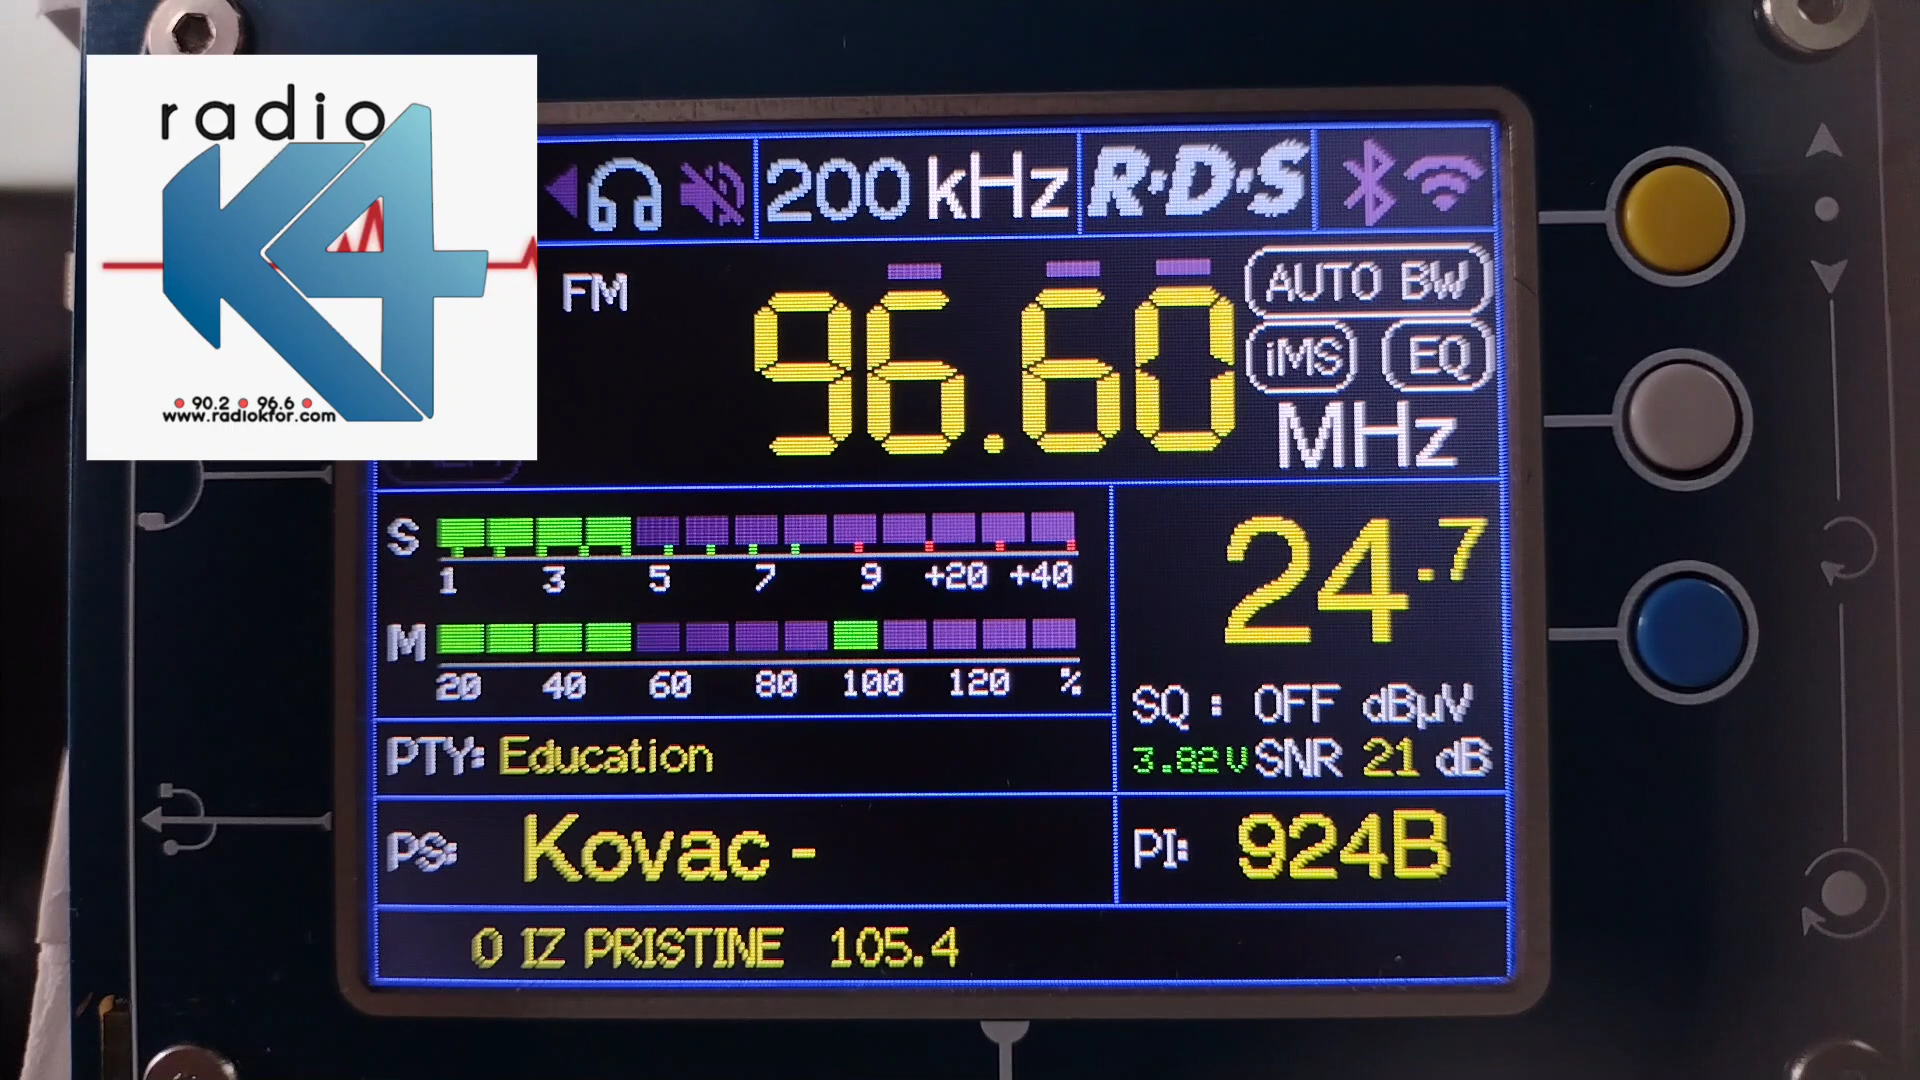 radio
K4
90.2 96.6
www.radiokfor.com
200 kHz R·D·S
FM 96.60 MHz
AUTO BW
iMS EQ
S
1 3 5 7 9 +20 +40
M
20 40 60 80 100 120 %
24.7
SQ : OFF dBµV
3.82V SNR 21 dB
PTY: Education
PS: Kovac -
PI: 924B
O IZ PRISTINE 105.4